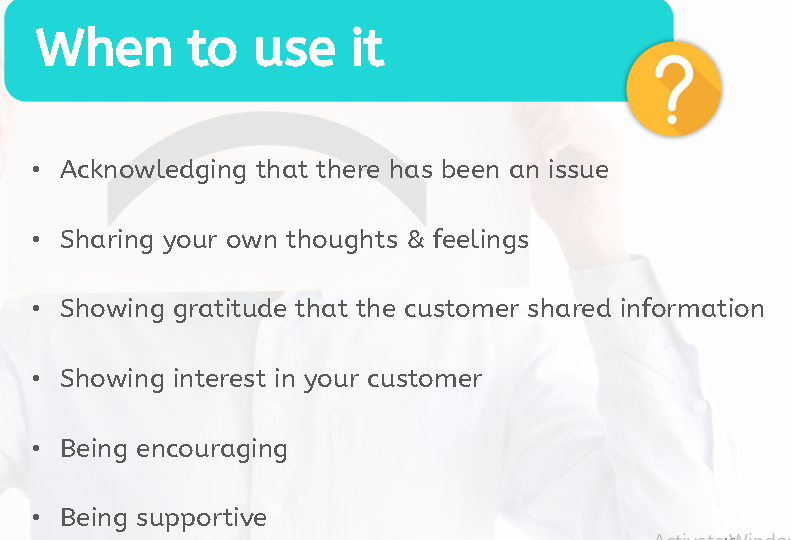 When to use it
?
• Acknowledging that there has been an issue
• Sharing your own thoughts & feelings
• Showing gratitude that the customer shared information
• Showing interest in your customer
• Being encouraging
• Being supportive
Activate Window